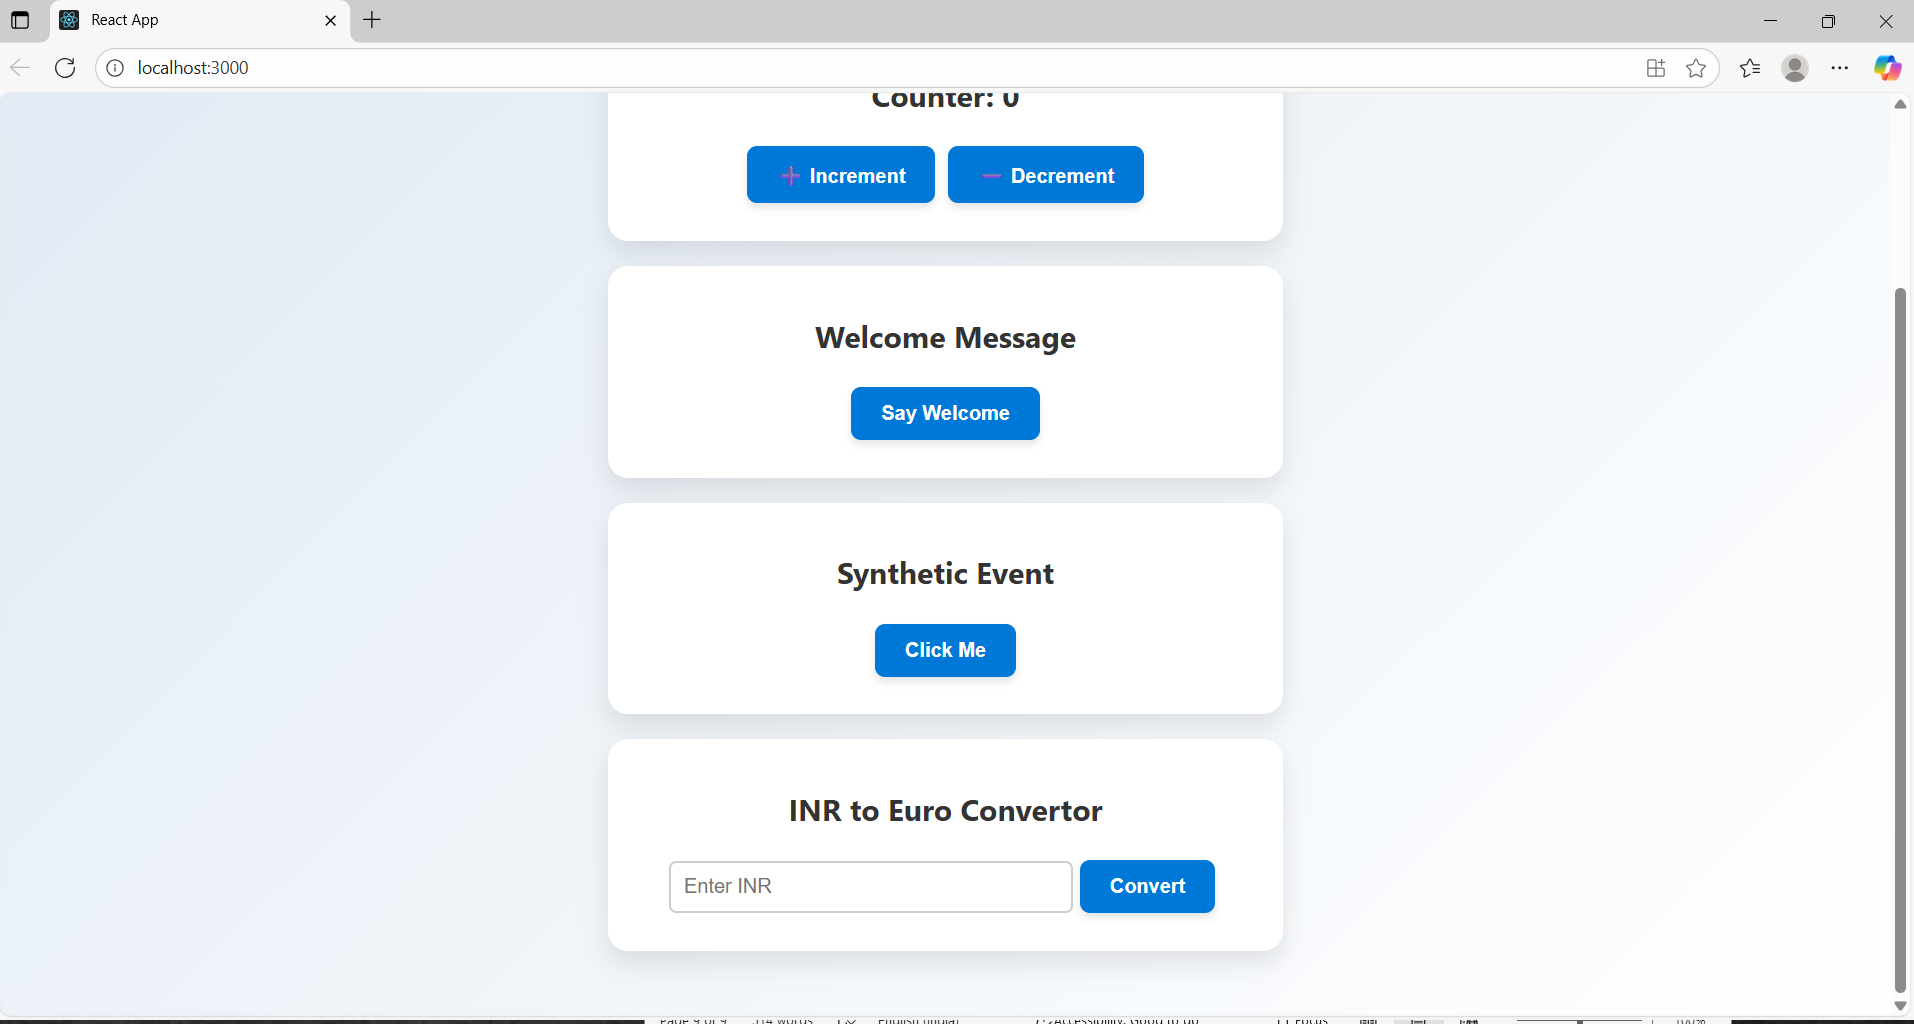 React App
localhost:3000
Counter: 0
Increment
Decrement
Welcome Message
Say Welcome
Synthetic Event
Click Me
INR to Euro Convertor
Enter INR
Convert